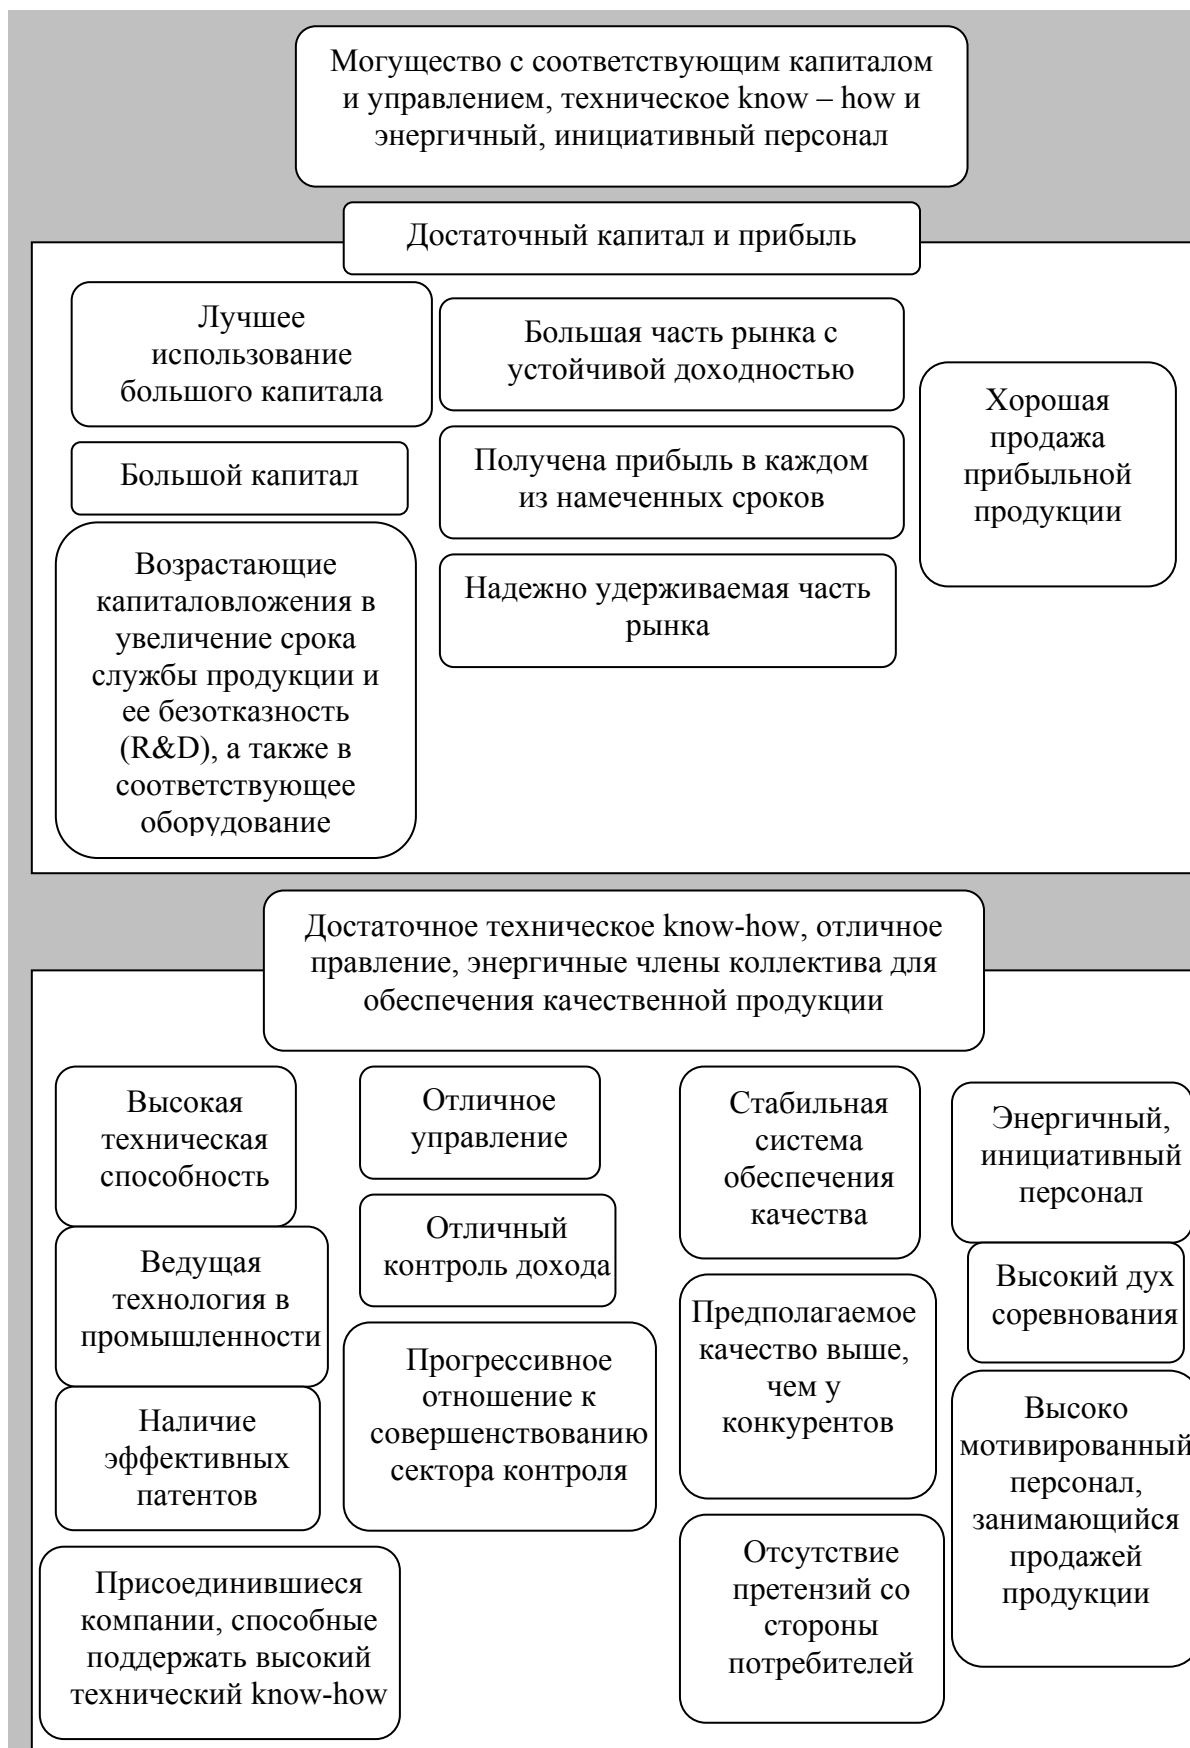 Могущество с соответствующим капиталом
и управлением, техническое know – how и
энергичный, инициативный персонал
Достаточный капитал и прибыль
Лучшее
использование
большого капитала
Большой капитал
Возрастающие
капиталовложения в
увеличение срока
службы продукции и
ее безотказность
(R&D), а также в
соответствующее
оборудование
Большая часть рынка с
устойчивой доходностью
Получена прибыль в каждом
из намеченных сроков
Надежно удерживаемая часть
рынка
Хорошая
продажа
прибыльной
продукции
Достаточное техническое know-how, отличное
правление, энергичные члены коллектива для
обеспечения качественной продукции
Высокая
техническая
способность
Ведущая
технология в
промышленности
Наличие
эффективных
патентов
Присоединившиеся
компании, способные
поддержать высокий
технический know-how
Отличное
управление
Отличный
контроль дохода
Прогрессивное
отношение к
совершенствованию
сектора контроля
Стабильная
система
обеспечения
качества
Предполагаемое
качество выше,
чем у
конкурентов
Отсутствие
претензий со
стороны
потребителей
Энергичный,
инициативный
персонал
Высокий дух
соревнования
Высоко
мотивированный
персонал,
занимающийся
продажей
продукции